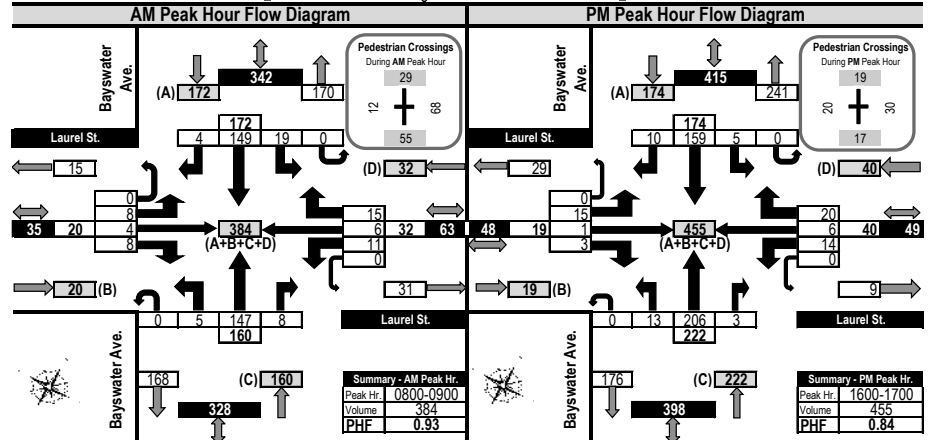 AM Peak Hour Flow Diagram
Bayswater Ave.
342
(A) 172
170
Pedestrian Crossings
During AM Peak Hour
29
12
68
55
172
4 149 19 0
Laurel St.
15
(D) 32
0
8
4
8
35 20
384
(A+B+C+D)
15
6
11
0
32 63
20 (B)
31
0 5 147 8
160
Laurel St.
Bayswater Ave.
168
(C) 160
328
Summary - AM Peak Hr.
Peak Hr. 0800-0900
Volume 384
PHF 0.93
PM Peak Hour Flow Diagram
Bayswater Ave.
415
(A) 174
241
Pedestrian Crossings
During PM Peak Hour
19
20
30
17
174
10 159 5 0
Laurel St.
29
(D) 40
0
15
1
3
48 19
455
(A+B+C+D)
20
6
14
0
40 49
19 (B)
9
0 13 206 3
222
Laurel St.
Bayswater Ave.
176
(C) 222
398
Summary - PM Peak Hr.
Peak Hr. 1600-1700
Volume 455
PHF 0.84